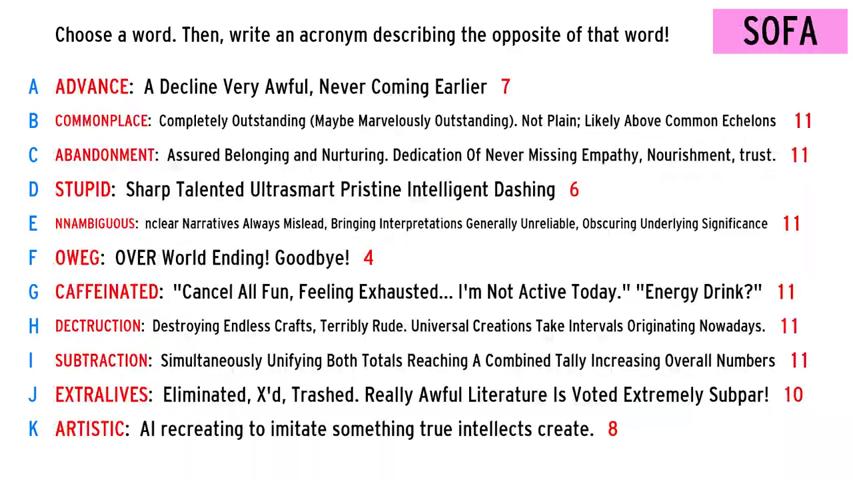 Choose a word. Then, write an acronym describing the opposite of that word!
SOFA
A ADVANCE: A Decline Very Awful, Never Coming Earlier 7
B COMMONPLACE: Completely Outstanding (Maybe Marvelously Outstanding). Not Plain; Likely Above Common Echelons 11
C ABANDONMENT: Assured Belonging and Nurturing. Dedication Of Never Missing Empathy, Nourishment, trust. 11
D STUPID: Sharp Talented Ultrasmart Pristine Intelligent Dashing 6
E NNAMBIGUOUS: nclear Narratives Always Mislead, Bringing Interpretations Generally Unreliable, Obscuring Underlying Significance 11
F OWEG: OVER World Ending! Goodbye! 4
G CAFFEINATED: "Cancel All Fun, Feeling Exhausted... I'm Not Active Today." "Energy Drink?" 11
H DECTRUCTION: Destroying Endless Crafts, Terribly Rude. Universal Creations Take Intervals Originating Nowadays. 11
I SUBTRACTION: Simultaneously Unifying Both Totals Reaching A Combined Tally Increasing Overall Numbers 11
J EXTRALIVES: Eliminated, X'd, Trashed. Really Awful Literature Is Voted Extremely Subpar! 10
K ARTISTIC: AI recreating to imitate something true intellects create. 8